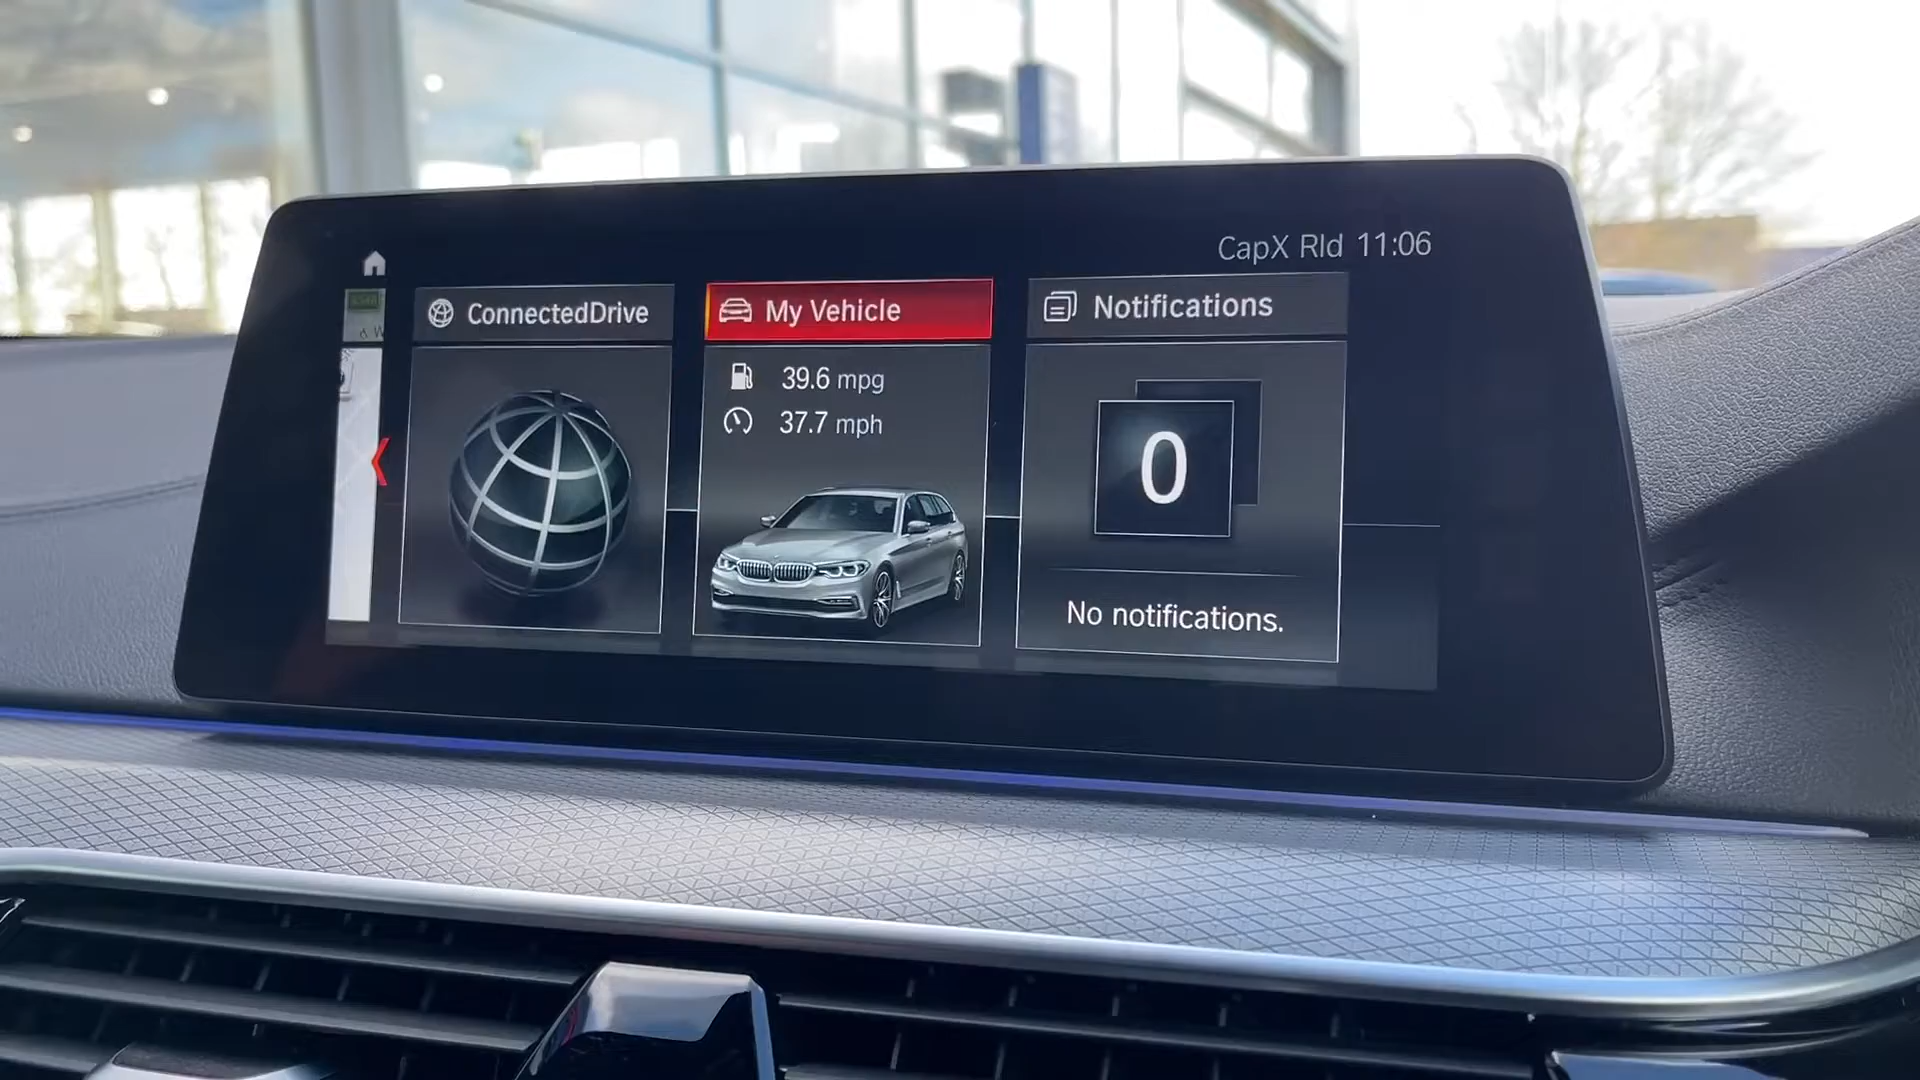 CapX Rld 11:06
ConnectedDrive
My Vehicle
39.6 mpg
37.7 mph
Notifications
0
No notifications.